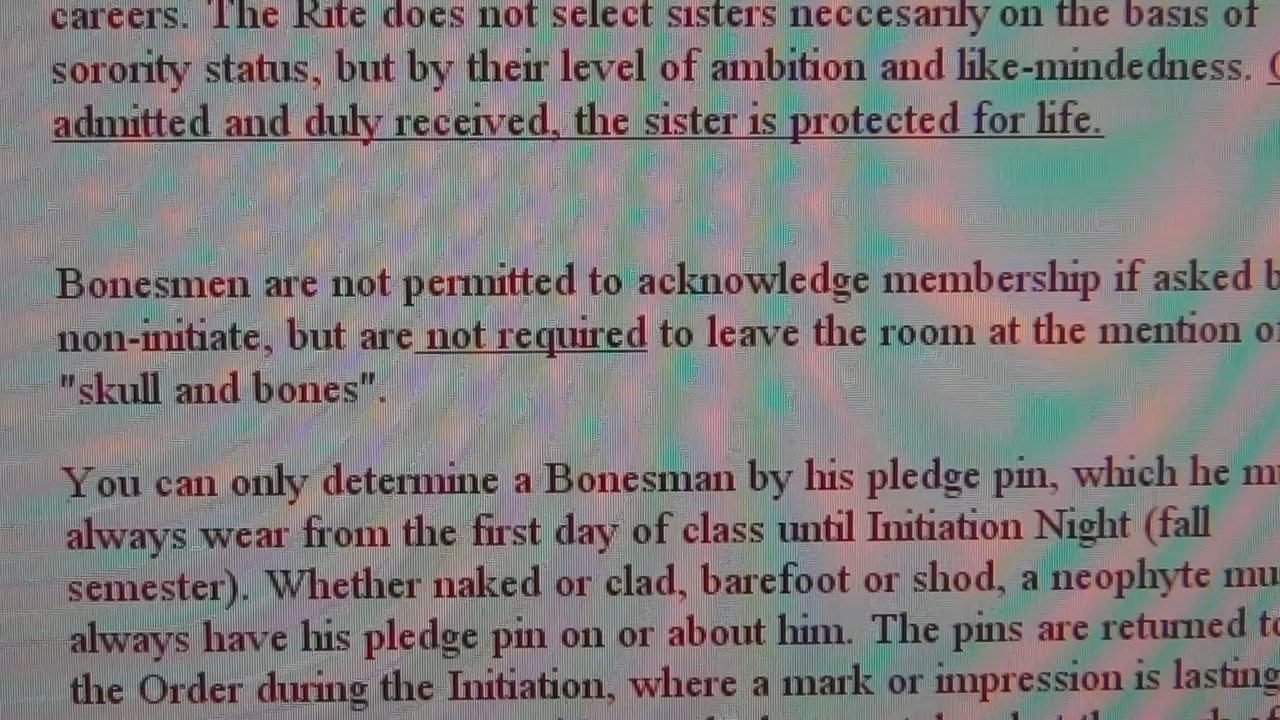 careers. The Rite does not select sisters neccesarily on the basis of
sorority status, but by their level of ambition and like-mindedness.
admitted and duly received, the sister is protected for life.
Bonesmen are not permitted to acknowledge membership if asked
non-initiate, but are not required to leave the room at the mention
"skull and bones".
You can only determine a Bonesman by his pledge pin, which he
always wear from the first day of class until Initiation Night (fall
semester). Whether naked or clad, barefoot or shod, a neophyte
always have his pledge pin on or about him. The pins are returned
the Order during the Initiation, where a mark or impression is lasting